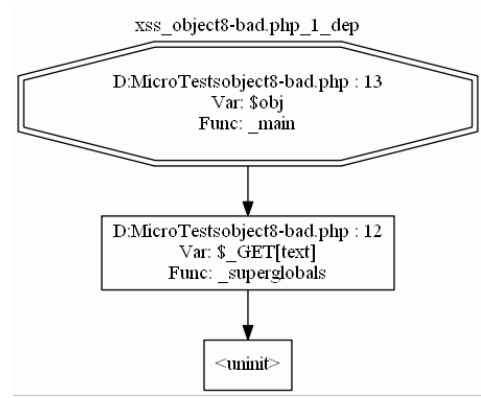 xss_object8-bad.php_1_dep
D:MicroTestsobject8-bad.php : 13
Var: $obj
Func: _main
D:MicroTestsobject8-bad.php : 12
Var: $_GET[text]
Func: _superglobals
<uninit>